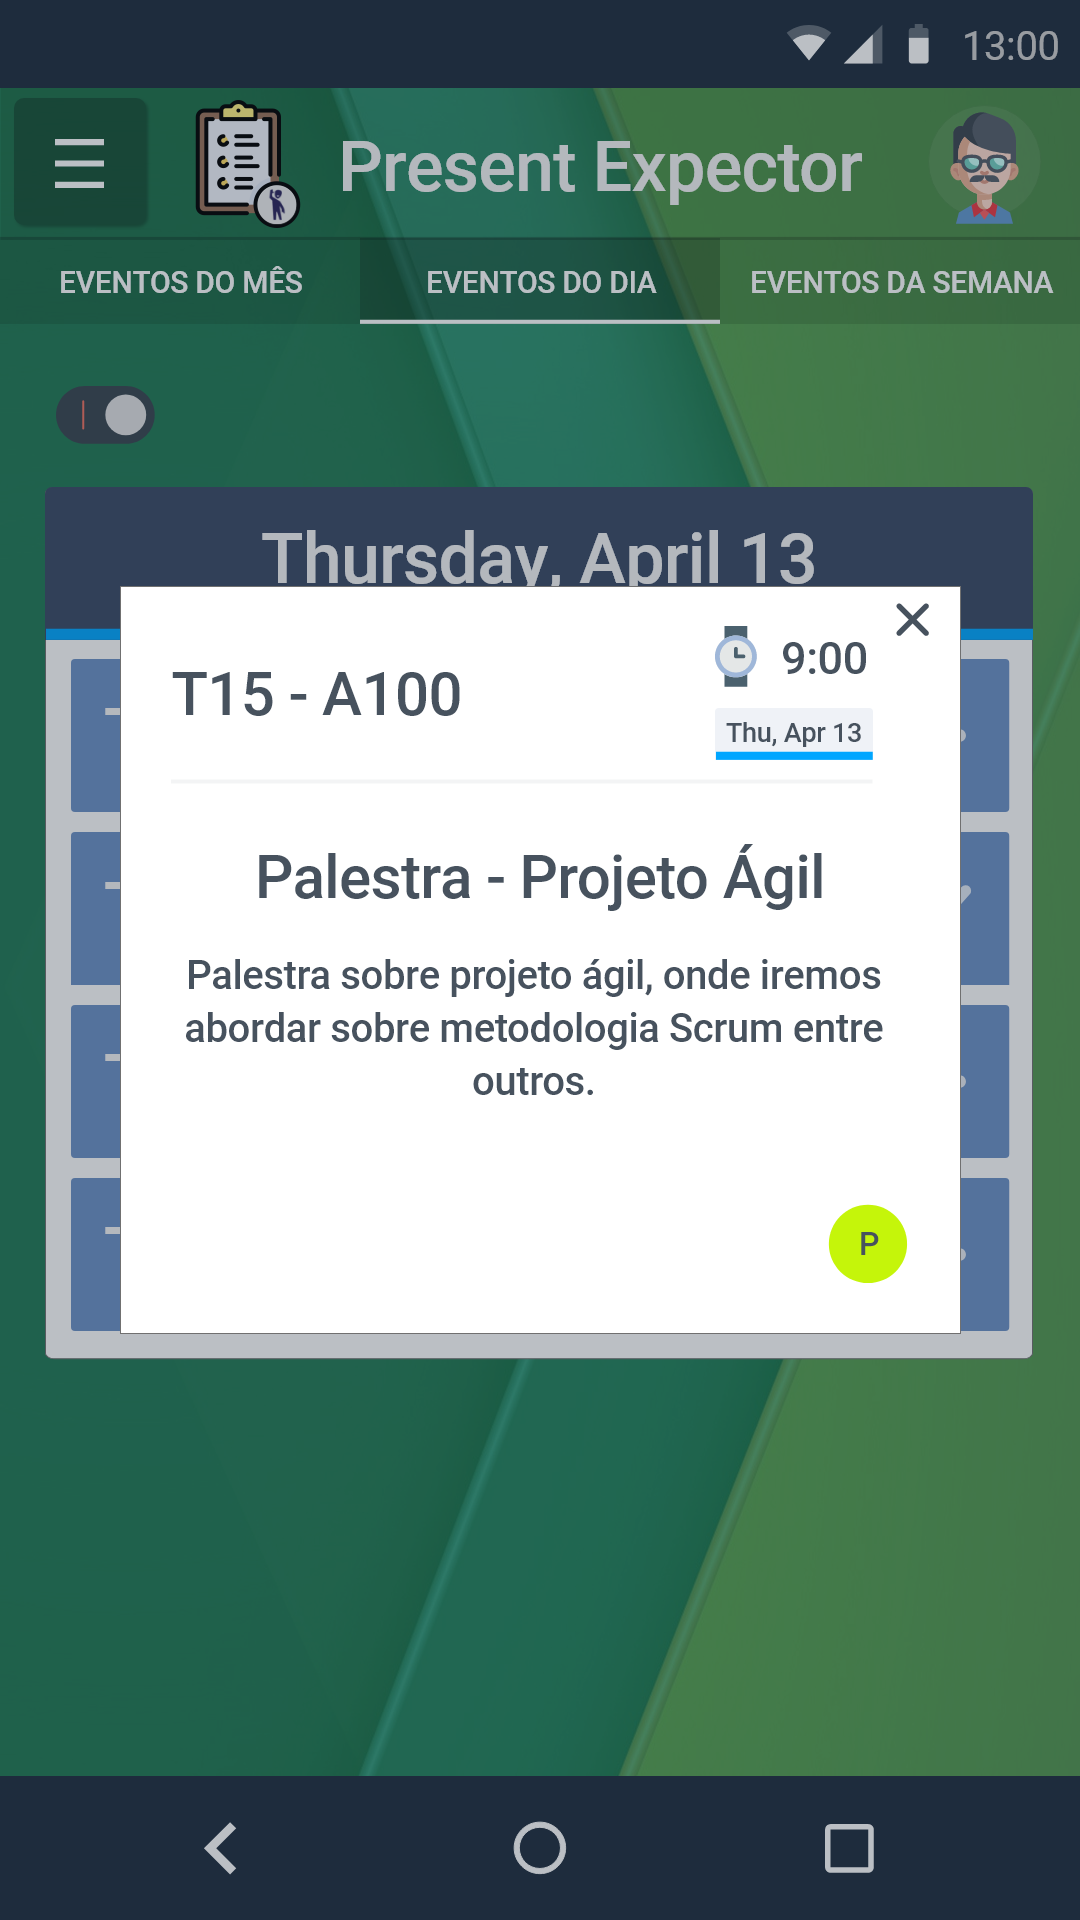 13:00
Present Expector
EVENTOS DO MÊS
EVENTOS DO DIA
EVENTOS DA SEMANA
Thursday, April 13
9:00
T15 - A100
Thu, Apr 13
Palestra - Projeto Ágil
Palestra sobre projeto ágil, onde iremos
abordar sobre metodologia Scrum entre
outros.
P